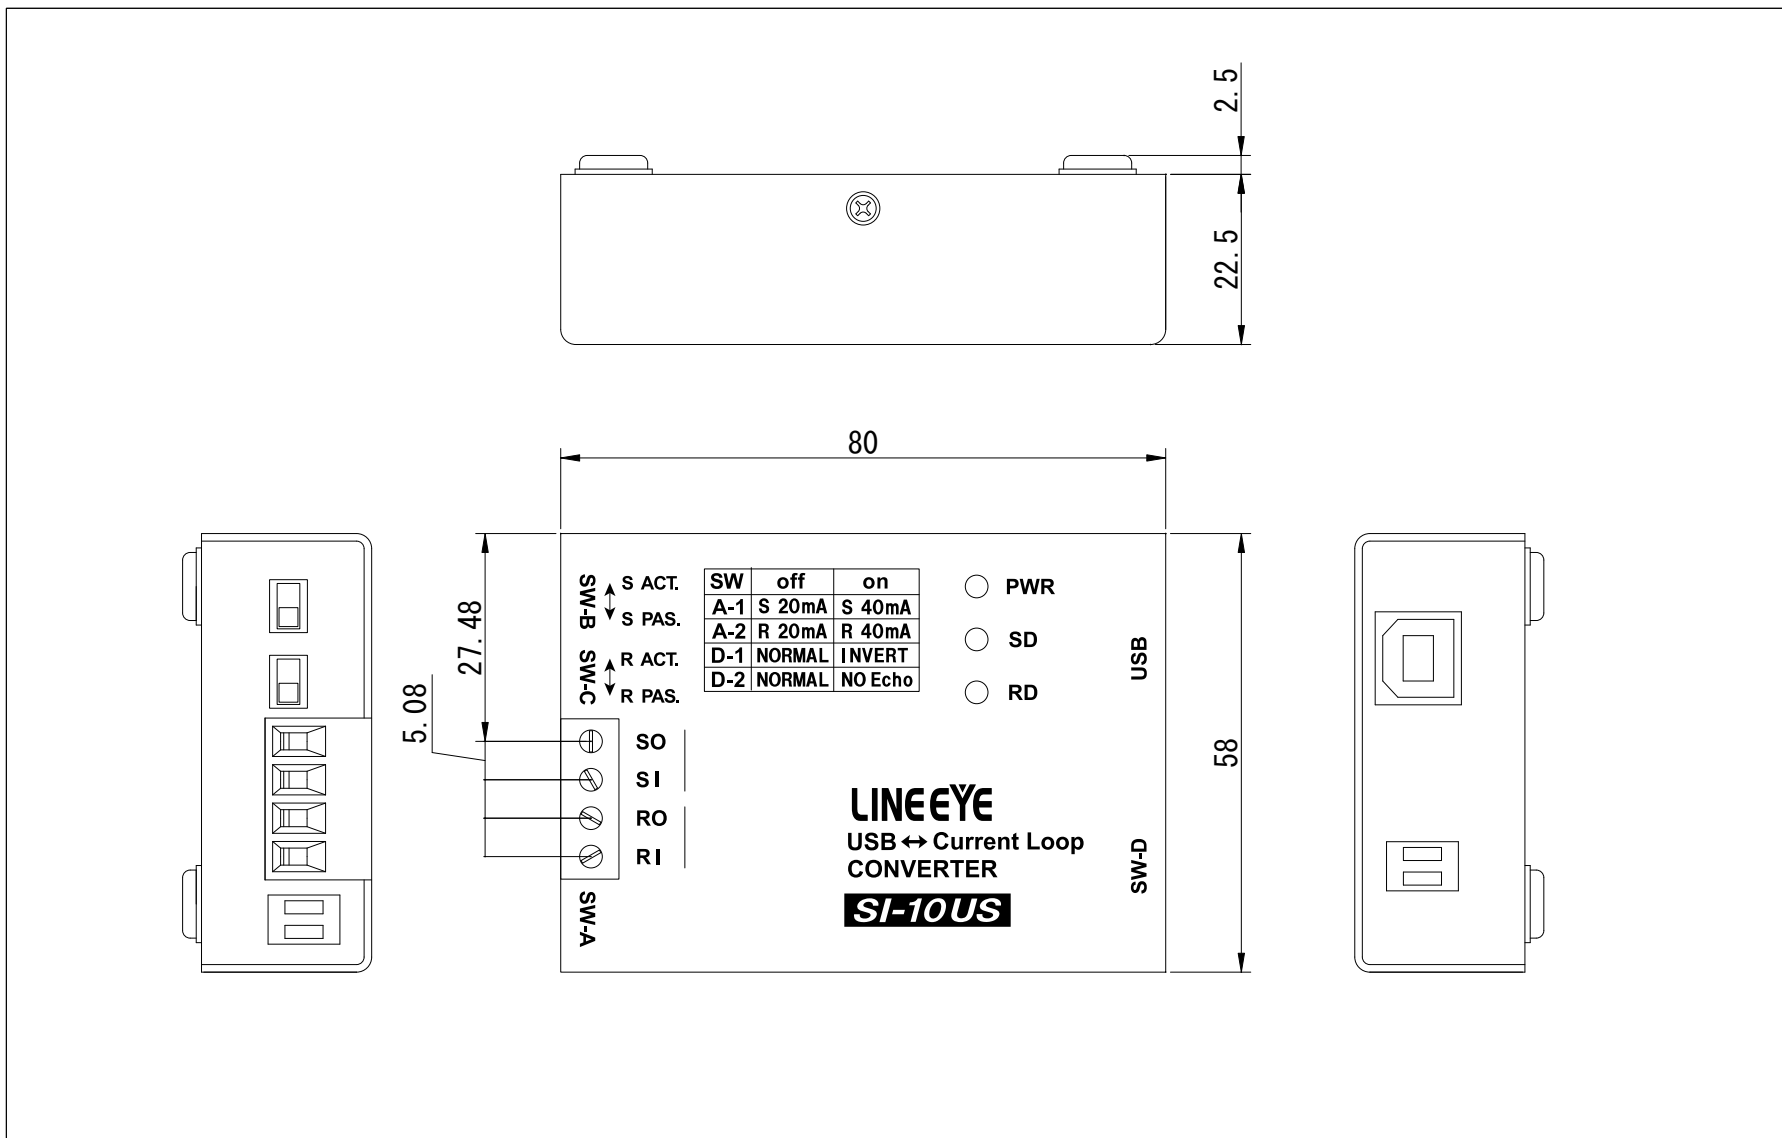 2.5
22.5
80
27.48
5.08
58
SW-B
S ACT.
S PAS.
SW-C
R ACT.
R PAS.
SW off on
A-1 S 20mA S 40mA
A-2 R 20mA R 40mA
D-1 NORMAL INVERT
D-2 NORMAL NO Echo
PWR
SD
RD
USB
SO
SI
RO
RI
SW-A
LINEEYE
USB ↔ Current Loop
CONVERTER
SI-10US
SW-D